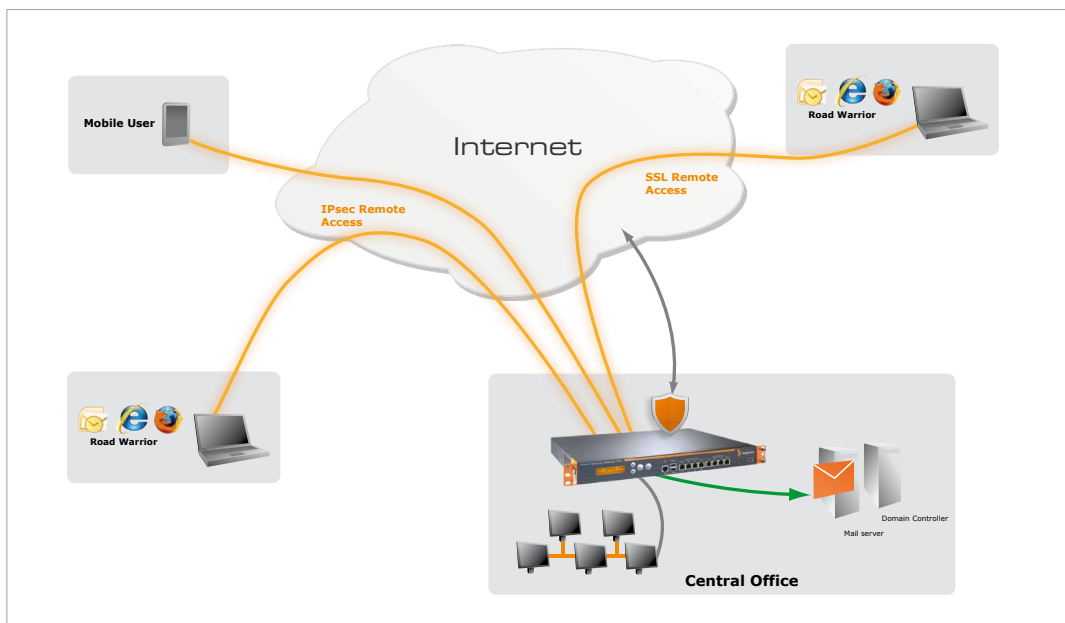 Mobile User
Internet
Road Warrior
SSL Remote
Access
IPsec Remote
Access
Road Warrior
Domain Controller
Mail server
Central Office